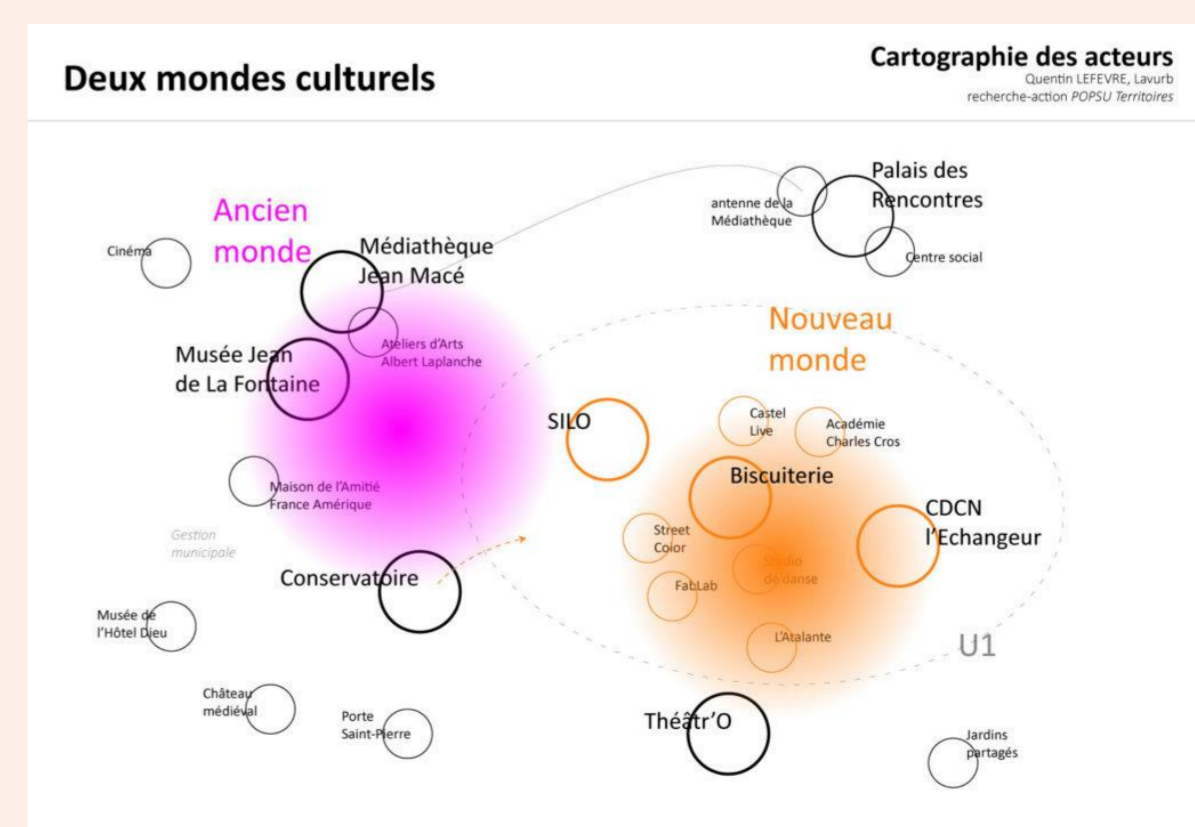 Deux mondes culturels
Cartographie des acteurs
Quentin LEFEVRE, Lavurb
recherche-action POPSU Territoires
Palais des
Rencontres
antenne de la
Médiathèque
Centre social
Ancien
monde
Cinéma
Médiathèque
Jean Macé
Ateliers d'Arts
Albert Laplanche
Musée Jean
de La Fontaine
Nouveau
monde
SILO
Castel
Live
Académie
Charles Cros
Biscuiterie
Maison de l'Amitié
France Amérique
CDCN
l'Echangeur
Street
Color
Gestion
municipale
Studio
de danse
Conservatoire
FabLab
Musée de
l'Hôtel Dieu
L'Atalante
U1
Château
médiéval
Porte
Saint-Pierre
Théâtr'O
Jardins
partagés